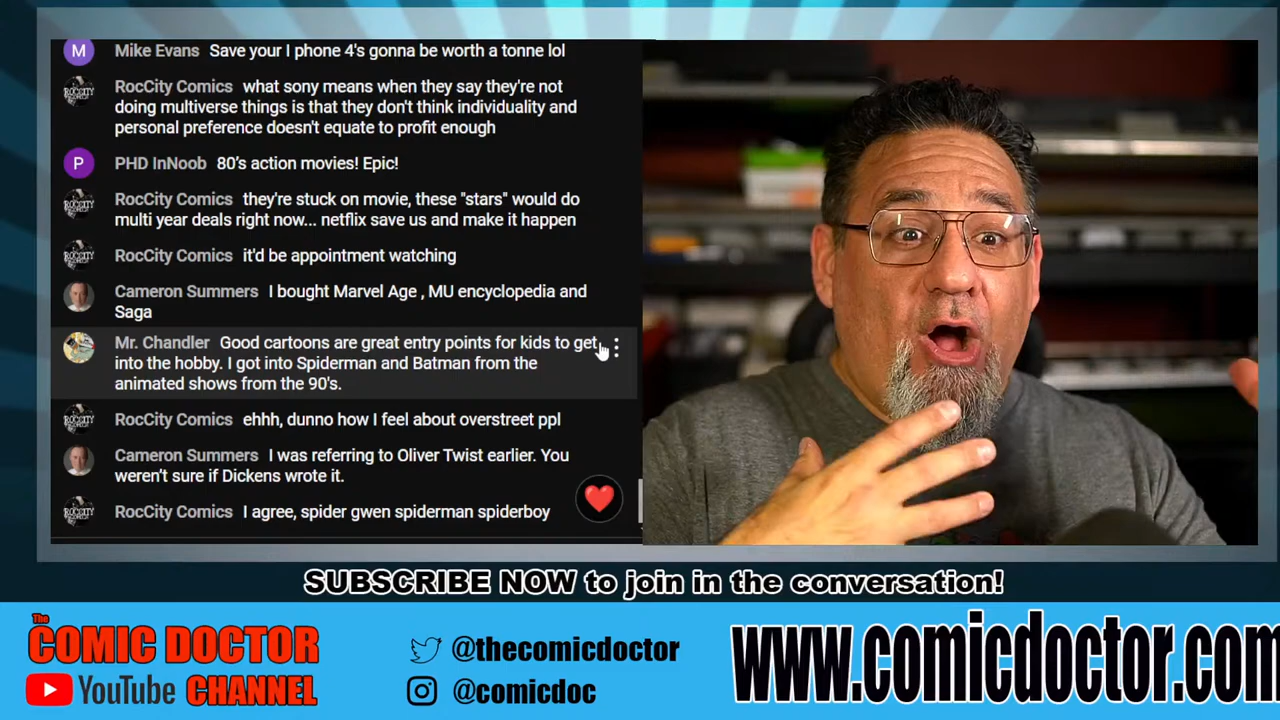 M
Mike Evans Save your I phone 4's gonna be worth a tonne lol
RocCity Comics what sony means when they say they're not
doing multiverse things is that they don't think individuality and
personal preference doesn't equate to profit enough
P
PHD InNoob 80's action movies! Epic!
RocCity Comics they're stuck on movie, these "stars" would do
multi year deals right now... netflix save us and make it happen
RocCity Comics it'd be appointment watching
Cameron Summers I bought Marvel Age , MU encyclopedia and
Saga
Mr. Chandler Good cartoons are great entry points for kids to get
into the hobby. I got into Spiderman and Batman from the
animated shows from the 90's.
RocCity Comics ehhh, dunno how I feel about overstreet ppl
Cameron Summers I was referring to Oliver Twist earlier. You
weren't sure if Dickens wrote it.
RocCity Comics I agree, spider gwen spiderman spiderboy
SUBSCRIBE NOW to join in the conversation!
The
COMIC DOCTOR
YouTube CHANNEL
@thecomicdoctor
@comicdoc
www.comicdoctor.com